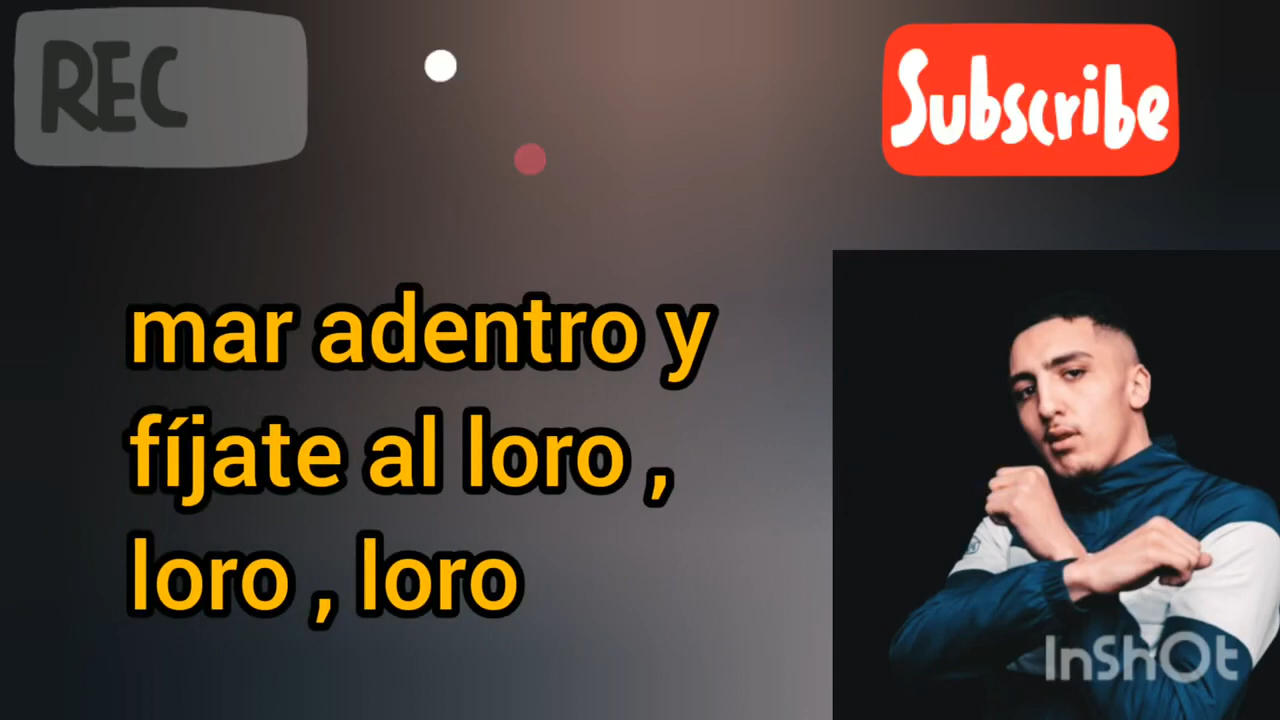 REC
Subscribe
mar adentro y
fíjate al loro ,
loro , loro
InShOt